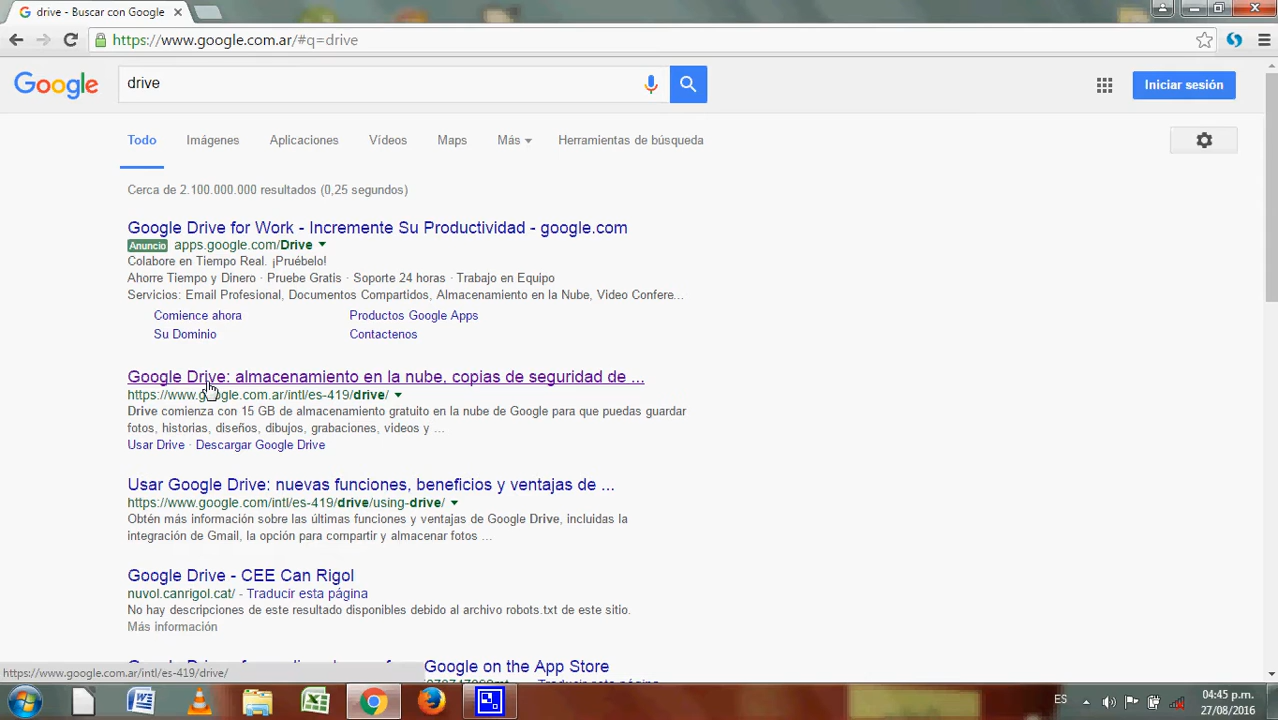 drive - Buscar con Google
https://www.google.com.ar/#q=drive
Google
drive
Iniciar sesión
Todo
Imágenes
Aplicaciones
Vídeos
Maps
Más
Herramientas de búsqueda
Cerca de 2.100.000.000 resultados (0,25 segundos)
Google Drive for Work - Incremente Su Productividad - google.com
Anuncio apps.google.com/Drive
Colabore en Tiempo Real. ¡Pruébelo!
Ahorre Tiempo y Dinero · Pruebe Gratis · Soporte 24 horas · Trabajo en Equipo
Servicios: Email Profesional, Documentos Compartidos, Almacenamiento en la Nube, Video Confere...
Comience ahora
Productos Google Apps
Su Dominio
Contactenos
Google Drive: almacenamiento en la nube, copias de seguridad de ...
https://www.google.com.ar/intl/es-419/drive/
Drive comienza con 15 GB de almacenamiento gratuito en la nube de Google para que puedas guardar
fotos, historias, diseños, dibujos, grabaciones, videos y ...
Usar Drive · Descargar Google Drive
Usar Google Drive: nuevas funciones, beneficios y ventajas de ...
https://www.google.com/intl/es-419/drive/using-drive/
Obtén más información sobre las últimas funciones y ventajas de Google Drive, incluidas la
integración de Gmail, la opción para compartir y almacenar fotos ...
Google Drive - CEE Can Rigol
nuvol.canrigol.cat/ - Traducir esta página
No hay descripciones de este resultado disponibles debido al archivo robots.txt de este sitio.
Más información
Google on the App Store
https://www.google.com.ar/intl/es-419/drive/
ES
04:45 p.m.
27/08/2016